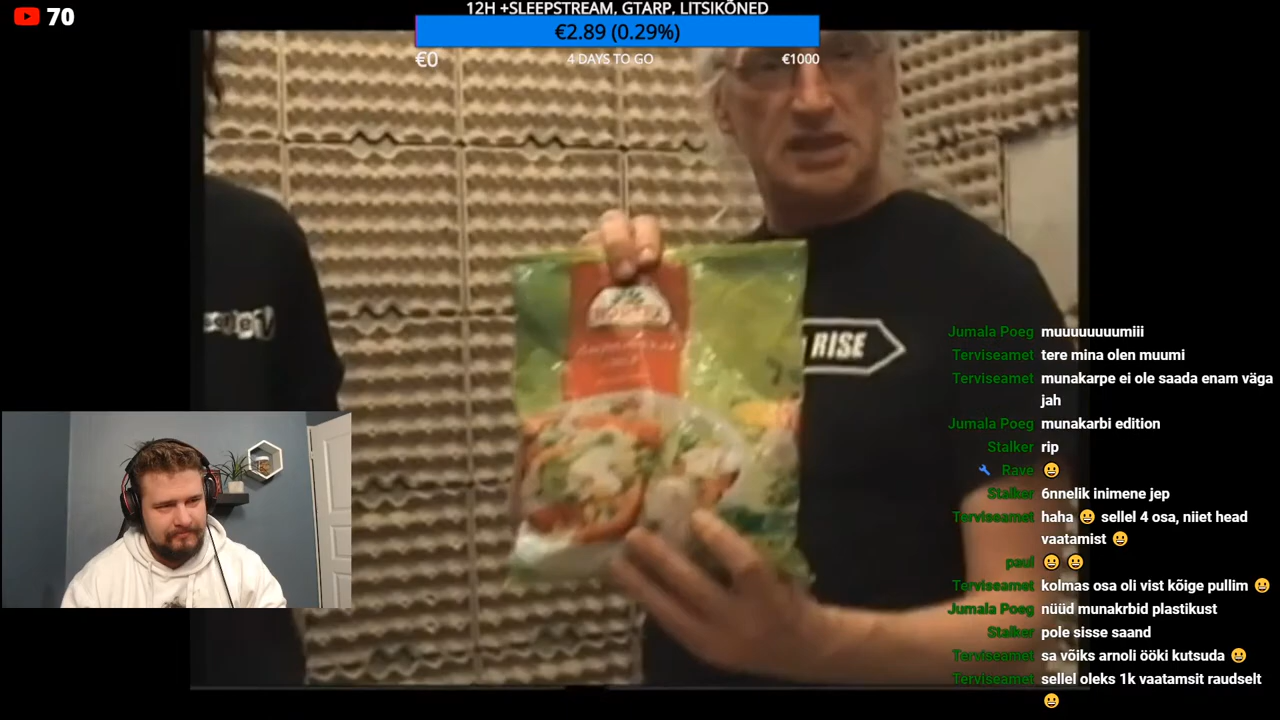 70
12H +SLEEPSTREAM, GTARP, LITSIKÕNED
€2.89 (0.29%)
€0
4 DAYS TO GO
€1000
RISE
Jumala Poeg muuuuuuuumiii
Terviseamet tere mina olen muumi
Terviseamet munakarpe ei ole saada enam väga
jah
Jumala Poeg munakarbi edition
Stalker rip
Rave 😀
Stalker 6nnelik inimene jep
Terviseamet haha 😀 sellel 4 osa, niiet head
vaatamist 😀
paul 😀 😀
Terviseamet kolmas osa oli vist kõige pullim 😀
Jumala Poeg nüüd munakrbid plastikust
Stalker pole sisse saand
Terviseamet sa võiks arnoli ööki kutsuda 😀
Terviseamet sellel oleks 1k vaatamsit raudselt
😀